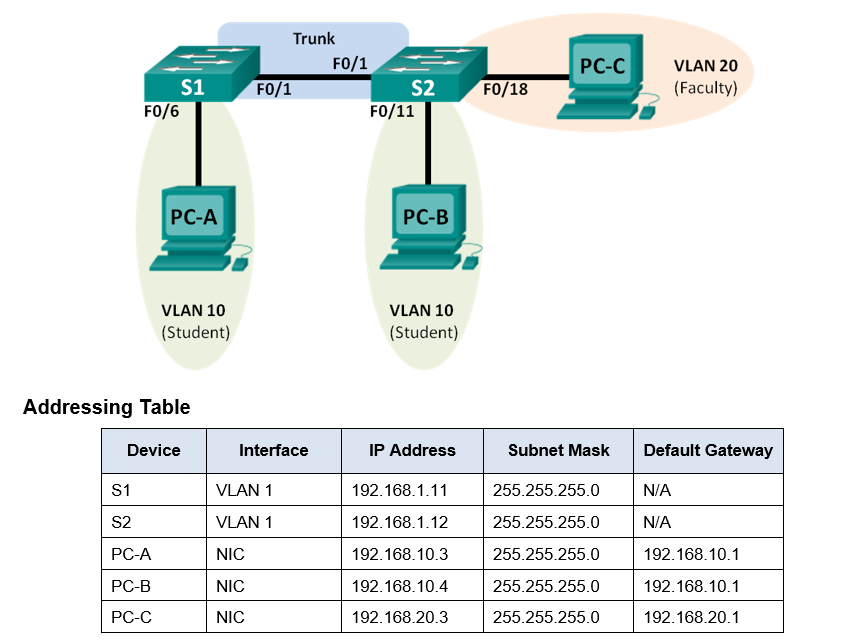 Trunk
F0/1
S1
F0/1
S2
F0/18
PC-C
VLAN 20
(Faculty)
F0/6
F0/11
PC-A
PC-B
VLAN 10
(Student)
VLAN 10
(Student)
Addressing Table
Device Interface IP Address Subnet Mask Default Gateway
S1 VLAN 1 192.168.1.11 255.255.255.0 N/A
S2 VLAN 1 192.168.1.12 255.255.255.0 N/A
PC-A NIC 192.168.10.3 255.255.255.0 192.168.10.1
PC-B NIC 192.168.10.4 255.255.255.0 192.168.10.1
PC-C NIC 192.168.20.3 255.255.255.0 192.168.20.1